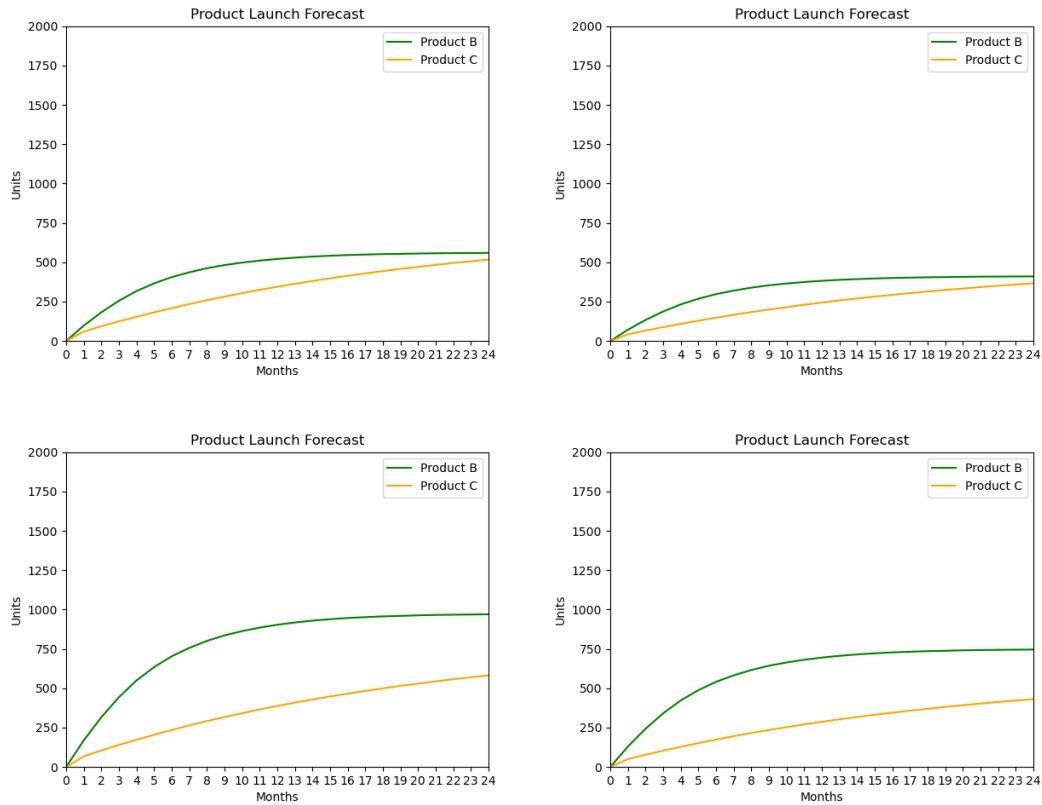 Product Launch Forecast
2000
1750
1500
1250
1000
750
500
250
0
Units
Product B
Product C
0 1 2 3 4 5 6 7 8 9 10 11 12 13 14 15 16 17 18 19 20 21 22 23 24
Months
Product Launch Forecast
2000
1750
1500
1250
1000
750
500
250
0
Units
Product B
Product C
0 1 2 3 4 5 6 7 8 9 10 11 12 13 14 15 16 17 18 19 20 21 22 23 24
Months
Product Launch Forecast
2000
1750
1500
1250
1000
750
500
250
0
Units
Product B
Product C
0 1 2 3 4 5 6 7 8 9 10 11 12 13 14 15 16 17 18 19 20 21 22 23 24
Months
Product Launch Forecast
2000
1750
1500
1250
1000
750
500
250
0
Units
Product B
Product C
0 1 2 3 4 5 6 7 8 9 10 11 12 13 14 15 16 17 18 19 20 21 22 23 24
Months